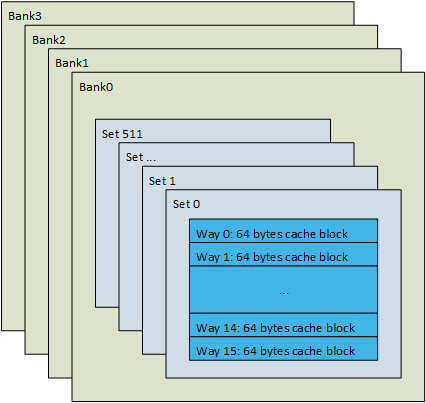 Bank3
Bank2
Bank1
Bank0
Set 511
Set ...
Set 1
Set 0
Way 0: 64 bytes cache block
Way 1: 64 bytes cache block
...
Way 14: 64 bytes cache block
Way 15: 64 bytes cache block